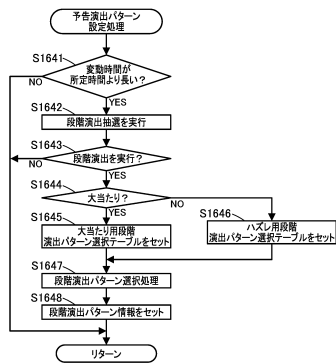 予告演出パターン
設定処理
S1641
変動時間が
所定時間より長い?
NO
YES
S1642
段階演出抽選を実行
S1643
段階演出を実行?
NO
YES
S1644
大当たり?
NO
YES
S1645
大当たり用段階
演出パターン選択テーブルをセット
S1646
ハズレ用段階
演出パターン選択テーブルをセット
S1647
段階演出パターン選択処理
S1648
段階演出パターン情報をセット
リターン